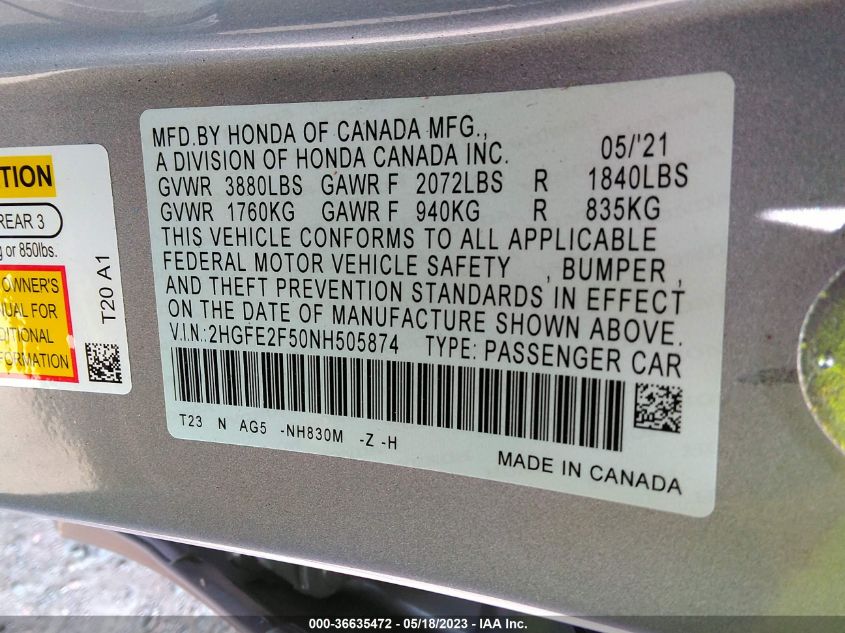 TION
REAR 3
g or 850lbs.
OWNER'S
NUAL FOR
DITIONAL
FORMATION
T20 A1
MFD.BY HONDA OF CANADA MFG., 05/'21
A DIVISION OF HONDA CANADA INC.
GVWR 3880LBS GAWR F 2072LBS R 1840LBS
GVWR 1760KG GAWR F 940KG R 835KG
THIS VEHICLE CONFORMS TO ALL APPLICABLE
FEDERAL MOTOR VEHICLE SAFETY , BUMPER ,
AND THEFT PREVENTION STANDARDS IN EFFECT
ON THE DATE OF MANUFACTURE SHOWN ABOVE.
V.I.N.:2HGFE2F50NH505874 TYPE: PASSENGER CAR
T23 N AG5 -NH830M -Z -H
MADE IN CANADA
000-36635472 - 05/18/2023 - IAA Inc.